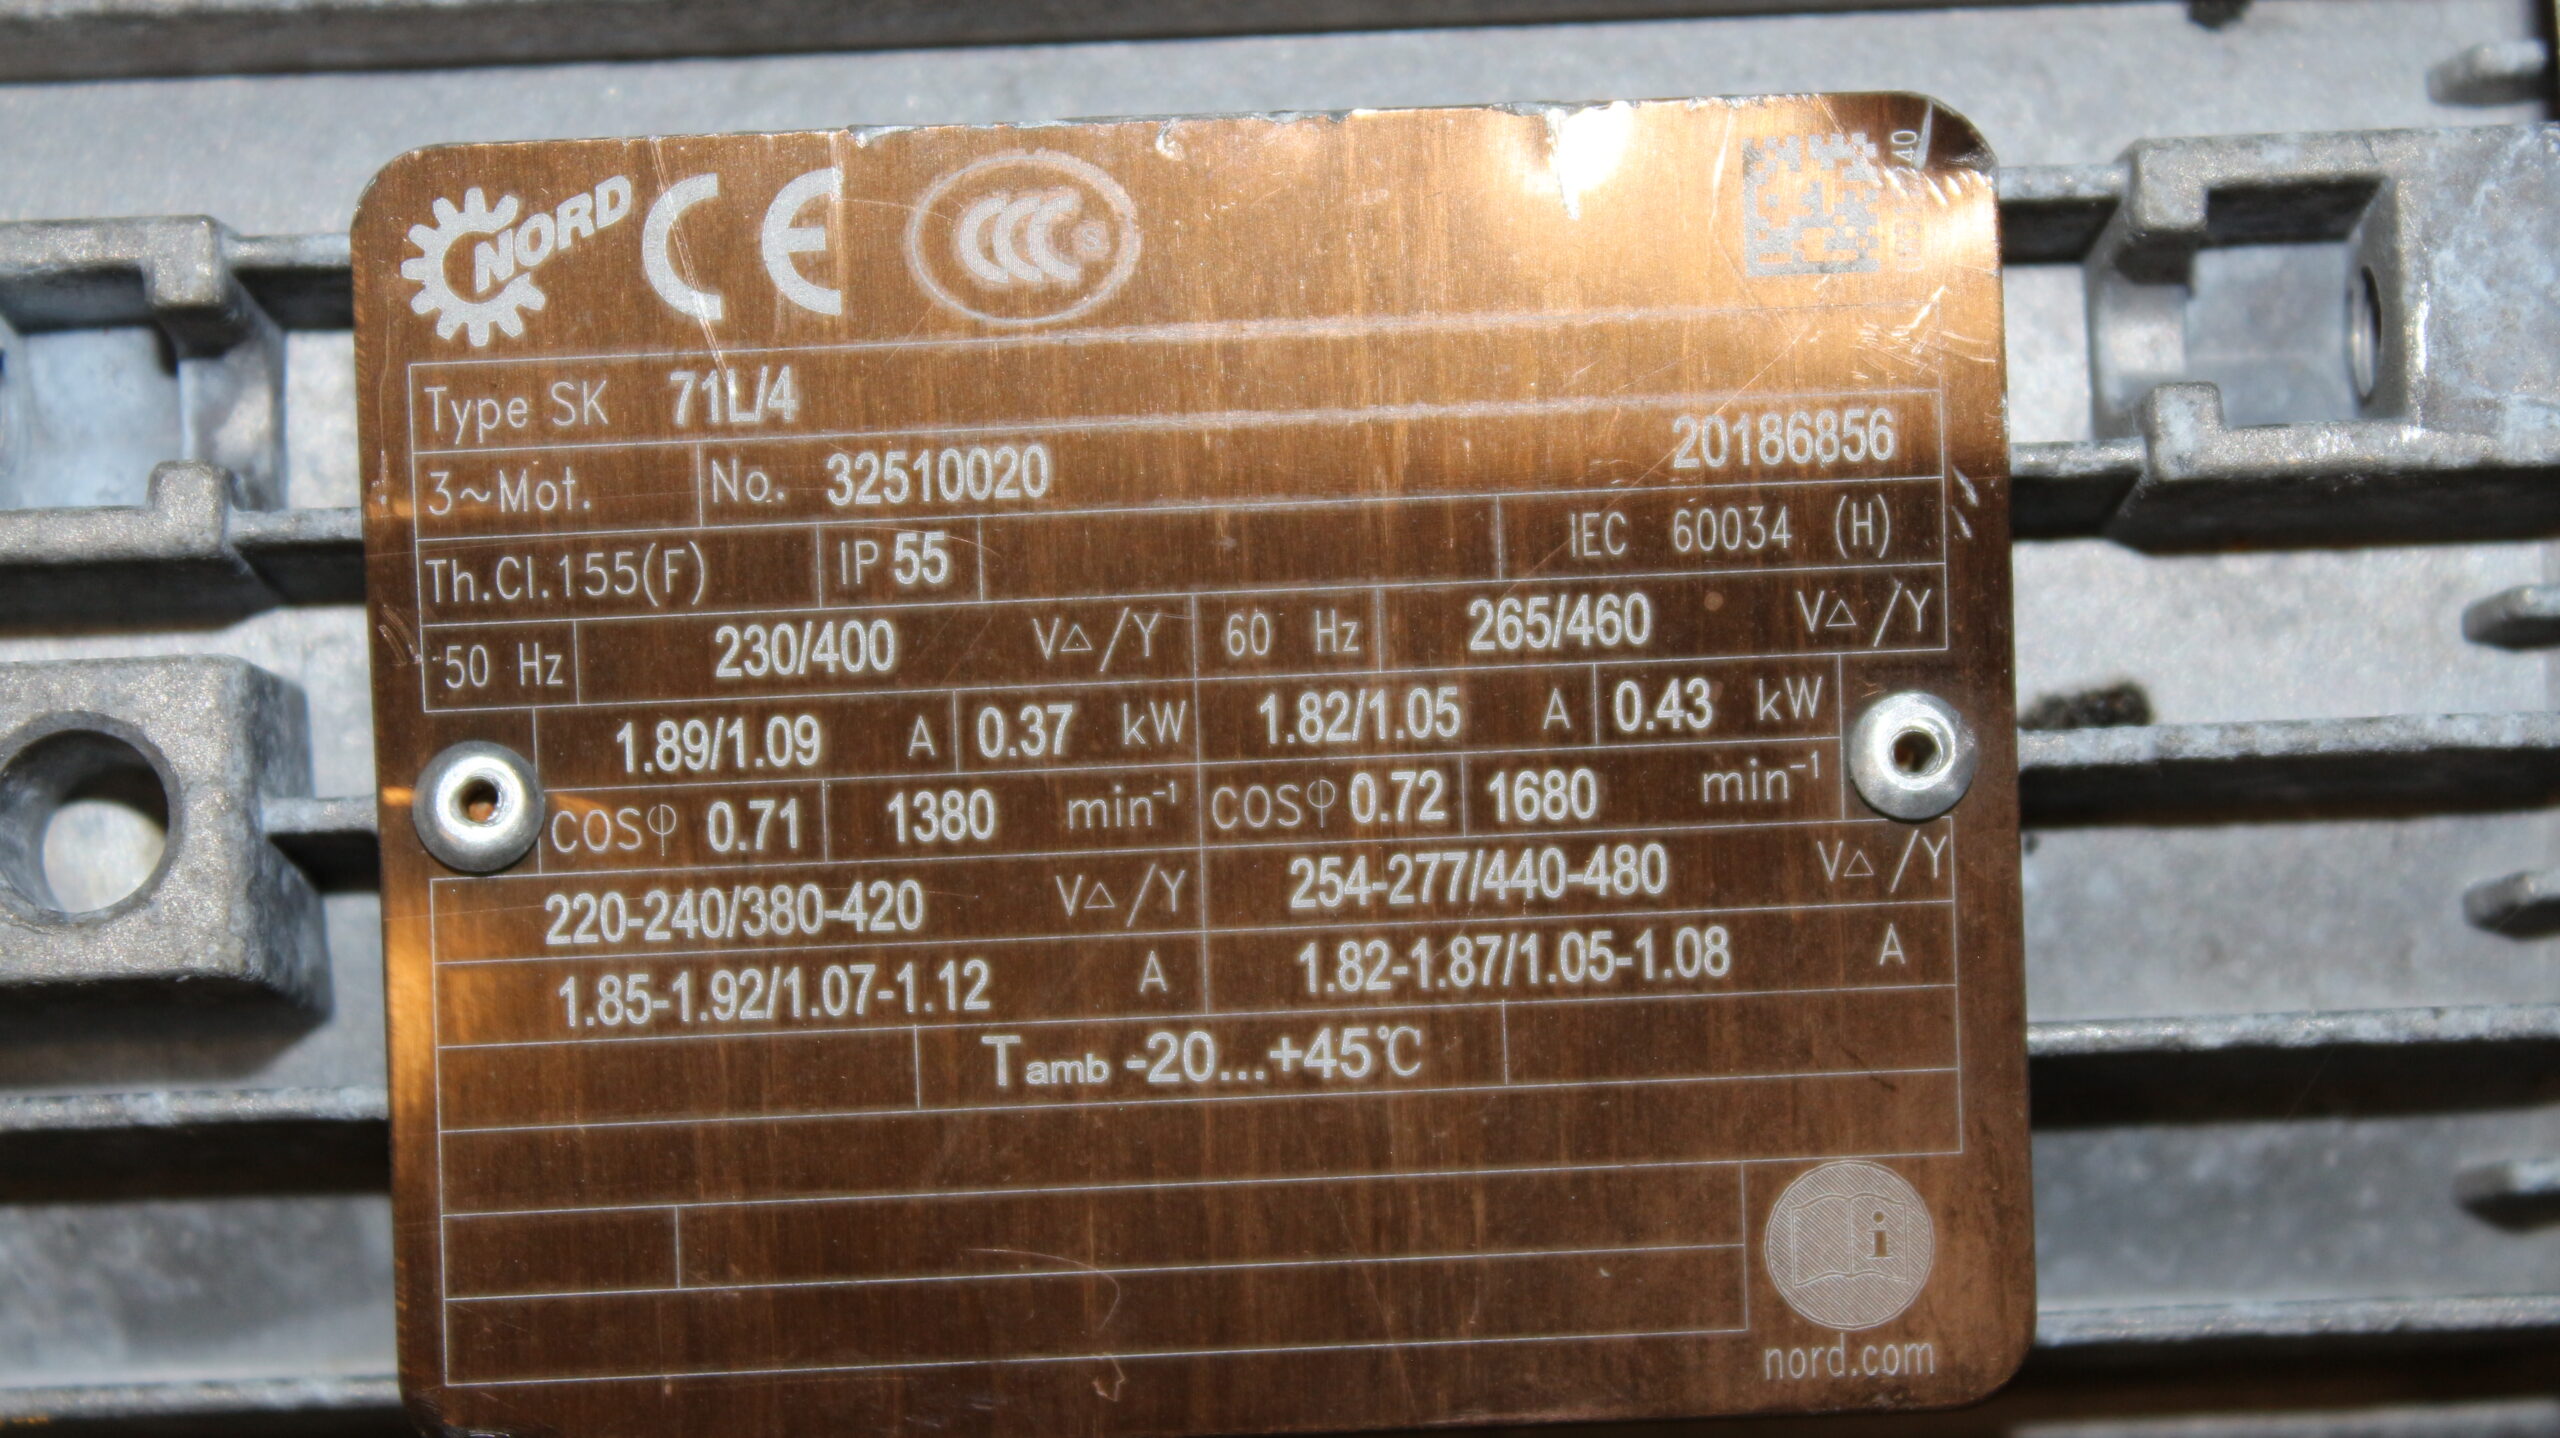 NORD CE CCC S
Type SK 71L/4
3~Mot. No. 32510020 20186856
Th.Cl.155(F) IP 55 IEC 60034 (H)
50 Hz 230/400 V△/Y 60 Hz 265/460 V△/Y
1.89/1.09 A 0.37 kW 1.82/1.05 A 0.43 kW
COSφ 0.71 1380 min⁻¹ COSφ 0.72 1680 min⁻¹
220-240/380-420 V△/Y 254-277/440-480 V△/Y
1.85-1.92/1.07-1.12 A 1.82-1.87/1.05-1.08 A
Tamb -20...+45℃
i
nord.com